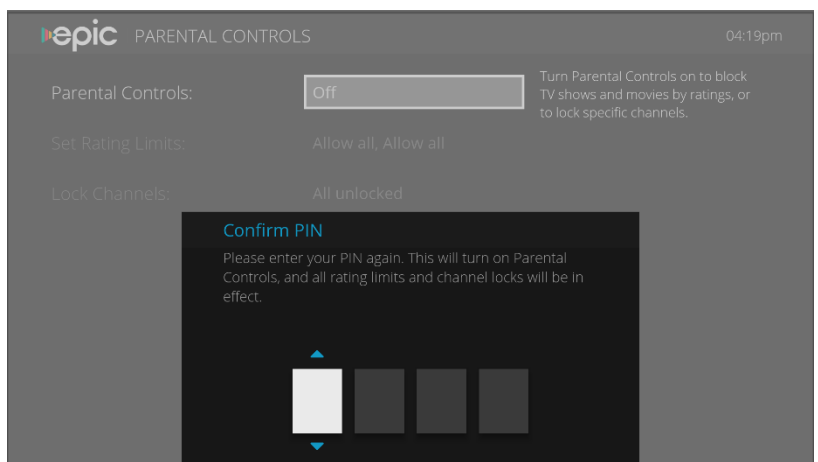 epic PARENTAL CONTROLS 04:19pm
Parental Controls: Off
Turn Parental Controls on to block
TV shows and movies by ratings, or
to lock specific channels.
Set Rating Limits: Allow all, Allow all
Lock Channels: All unlocked
Confirm PIN
Please enter your PIN again. This will turn on Parental
Controls, and all rating limits and channel locks will be in
effect.